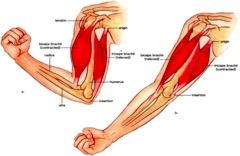 tendon
origin
biceps brachii
(contracted)
triceps brachii
(relaxed)
radius
humerus
ulna
insertion
a.
origin
biceps brachii
(relaxed)
triceps brachii
(contracted)
insertion
b.